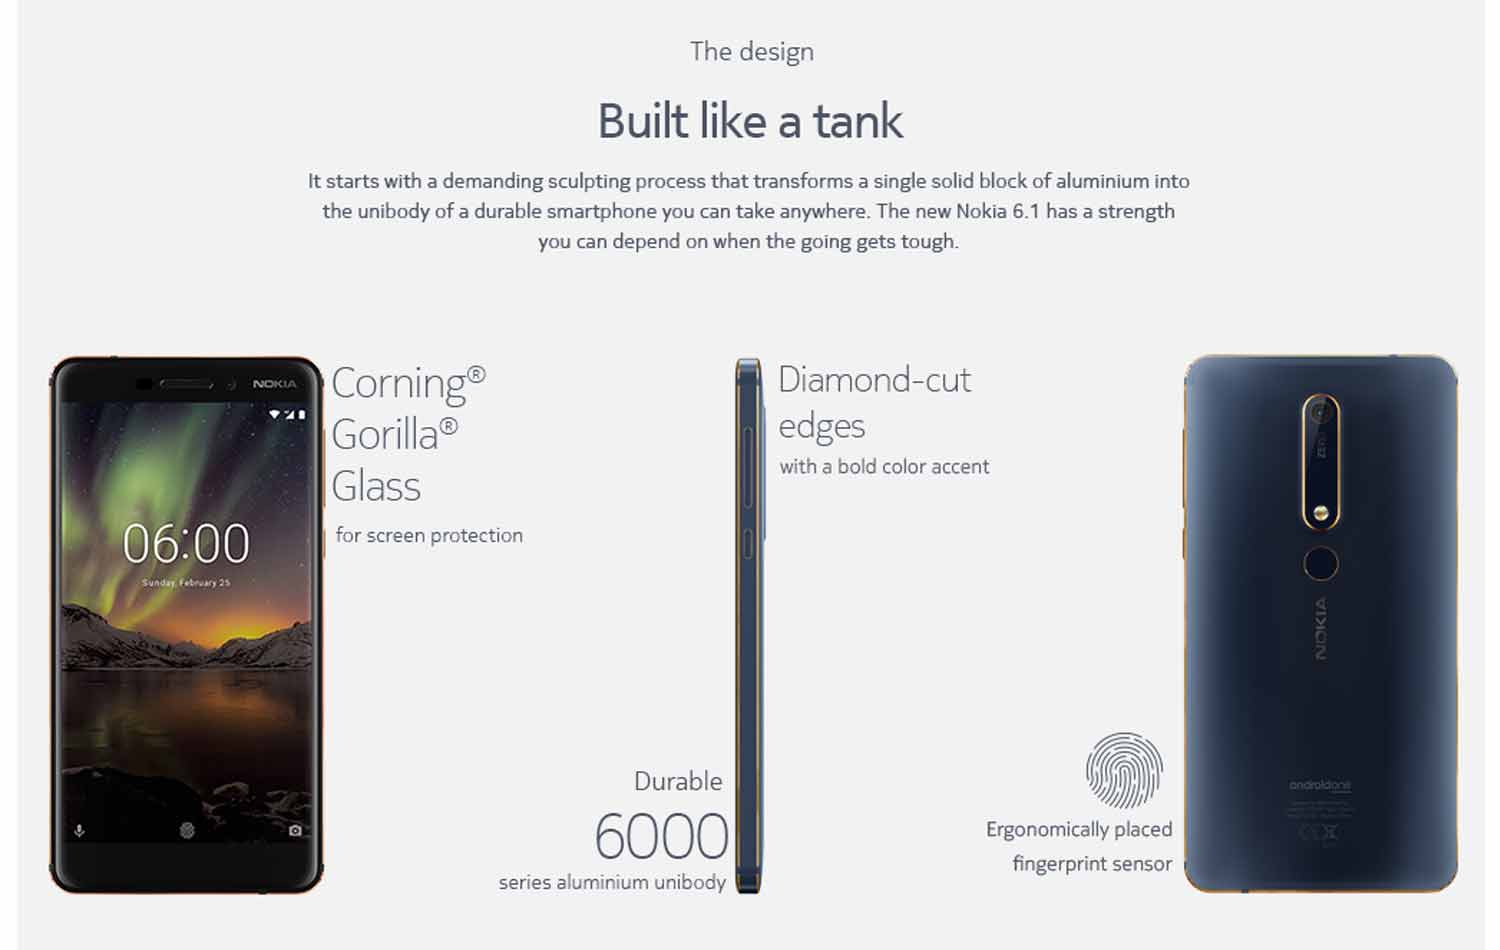 The design
Built like a tank
It starts with a demanding sculpting process that transforms a single solid block of aluminium into
the unibody of a durable smartphone you can take anywhere. The new Nokia 6.1 has a strength
you can depend on when the going gets tough.
NOKIA
06:00
Sunday, February 25
Corning®
Gorilla®
Glass
for screen protection
Diamond-cut
edges
with a bold color accent
Durable
6000
series aluminium unibody
Ergonomically placed
fingerprint sensor
NOKIA
androidone